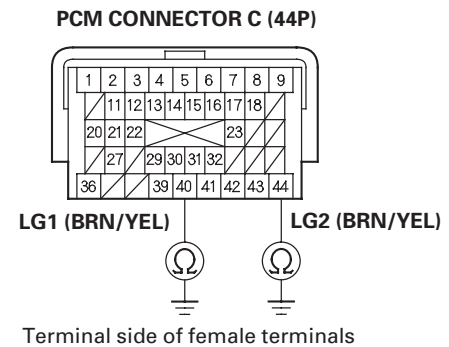 PCM CONNECTOR C (44P)
1 2 3 4 5 6 7 8 9
11 12 13 14 15 16 17 18
20 21 22 23
27 29 30 31 32
36 39 40 41 42 43 44
LG1 (BRN/YEL) LG2 (BRN/YEL)
Ω Ω
Terminal side of female terminals